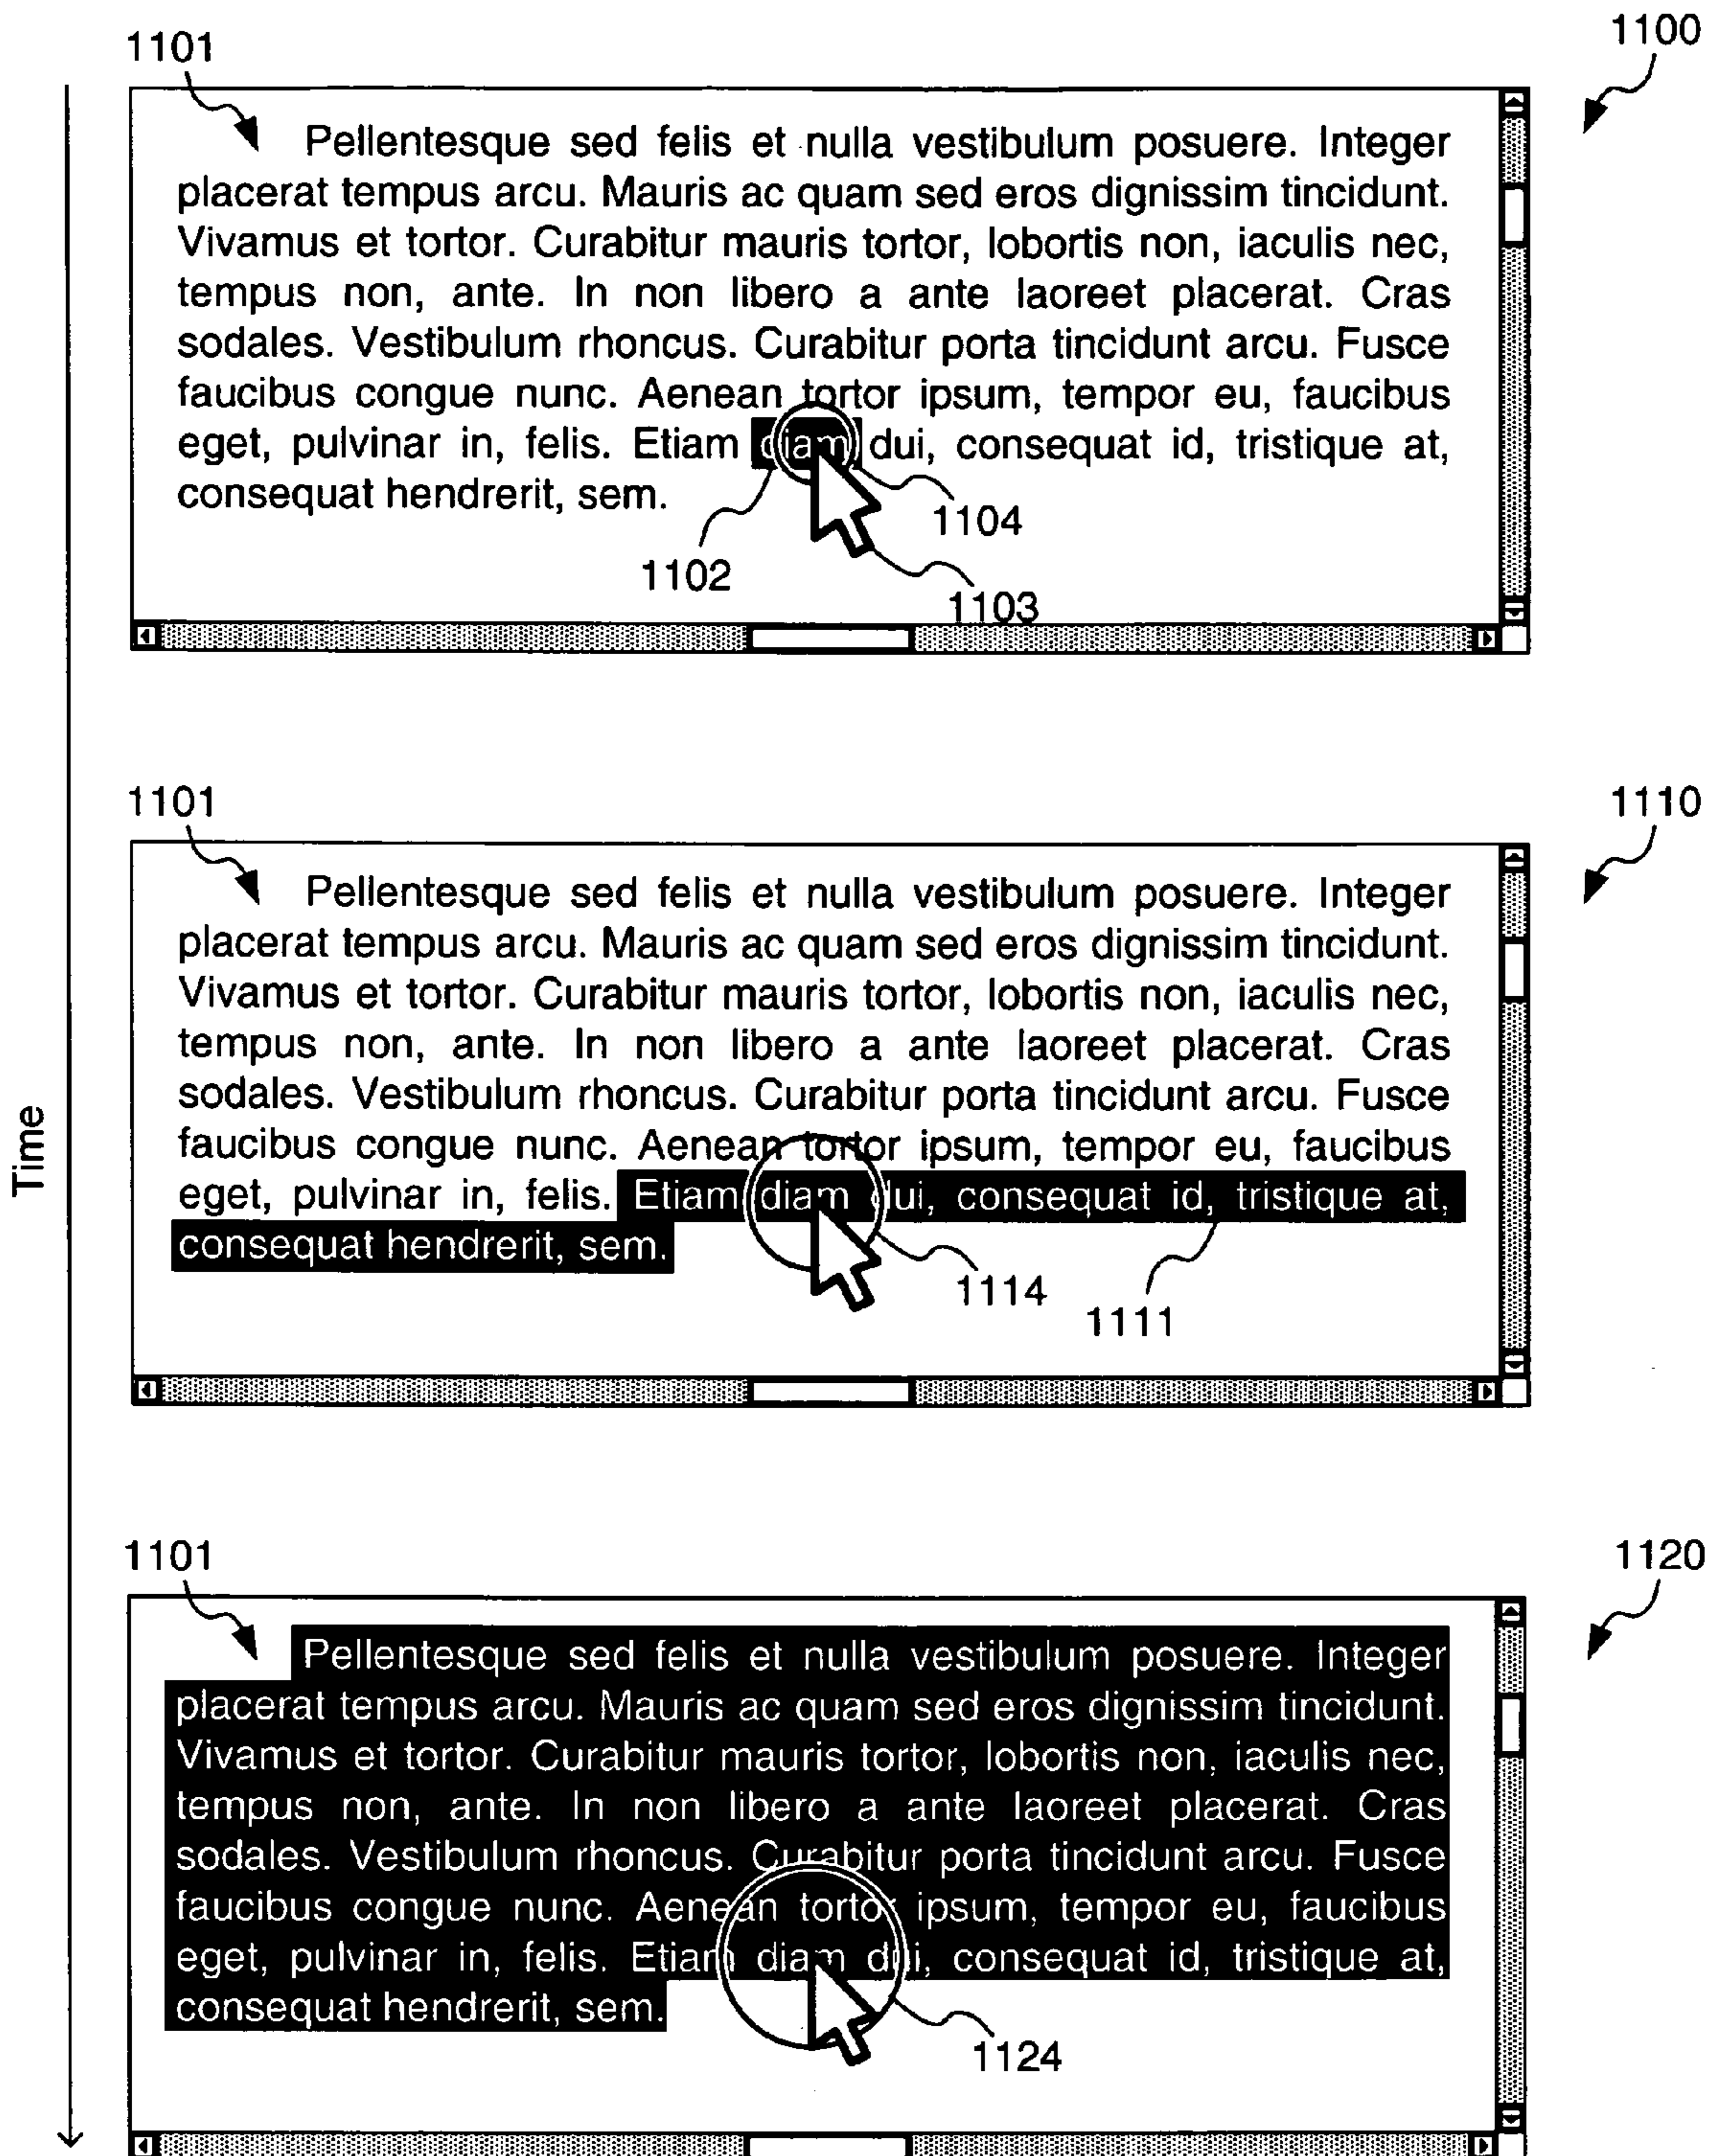 1101
1100
Pellentesque sed felis et nulla vestibulum posuere. Integer
placerat tempus arcu. Mauris ac quam sed eros dignissim tincidunt.
Vivamus et tortor. Curabitur mauris tortor, lobortis non, iaculis nec,
tempus non, ante. In non libero a ante laoreet placerat. Cras
sodales. Vestibulum rhoncus. Curabitur porta tincidunt arcu. Fusce
faucibus congue nunc. Aenean tortor ipsum, tempor eu, faucibus
eget, pulvinar in, felis. Etiam diam dui, consequat id, tristique at,
consequat hendrerit, sem.
1104
1102
1103
Time
1101
1110
Pellentesque sed felis et nulla vestibulum posuere. Integer
placerat tempus arcu. Mauris ac quam sed eros dignissim tincidunt.
Vivamus et tortor. Curabitur mauris tortor, lobortis non, iaculis nec,
tempus non, ante. In non libero a ante laoreet placerat. Cras
sodales. Vestibulum rhoncus. Curabitur porta tincidunt arcu. Fusce
faucibus congue nunc. Aenean tortor ipsum, tempor eu, faucibus
eget, pulvinar in, felis. Etiam diam dui, consequat id, tristique at,
consequat hendrerit, sem.
1114
1111
1101
1120
Pellentesque sed felis et nulla vestibulum posuere. Integer
placerat tempus arcu. Mauris ac quam sed eros dignissim tincidunt.
Vivamus et tortor. Curabitur mauris tortor, lobortis non, iaculis nec,
tempus non, ante. In non libero a ante laoreet placerat. Cras
sodales. Vestibulum rhoncus. Curabitur porta tincidunt arcu. Fusce
faucibus congue nunc. Aenean tortor ipsum, tempor eu, faucibus
eget, pulvinar in, felis. Etiam diam dui, consequat id, tristique at,
consequat hendrerit, sem.
1124